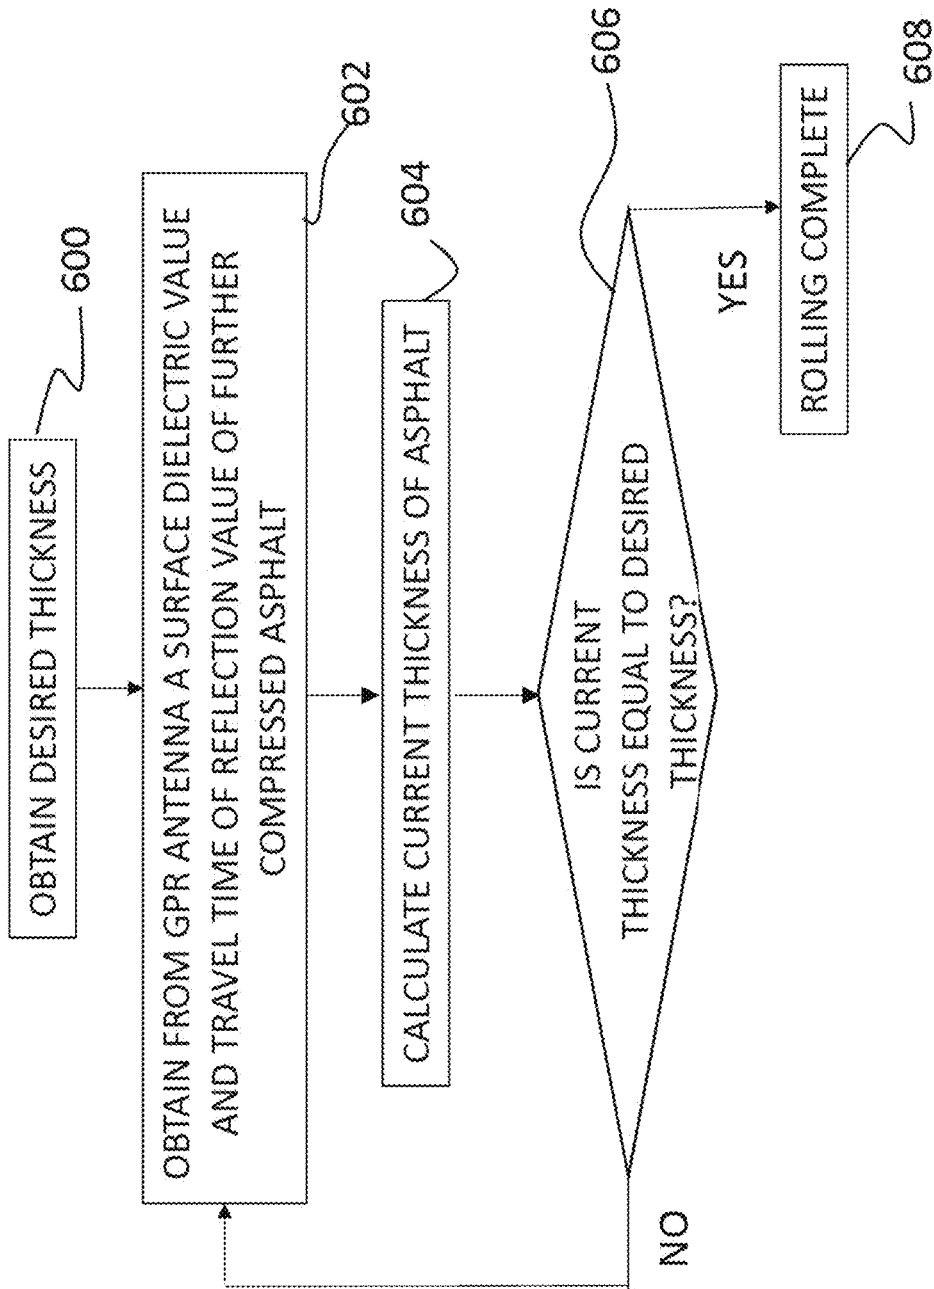 OBTAIN DESIRED THICKNESS
600
OBTAIN FROM GPR ANTENNA A SURFACE DIELECTRIC VALUE
AND TRAVEL TIME OF REFLECTION VALUE OF FURTHER
COMPRESSED ASPHALT
602
CALCULATE CURRENT THICKNESS OF ASPHALT
604
IS CURRENT
THICKNESS EQUAL TO DESIRED
THICKNESS?
606
NO
YES
ROLLING COMPLETE
608